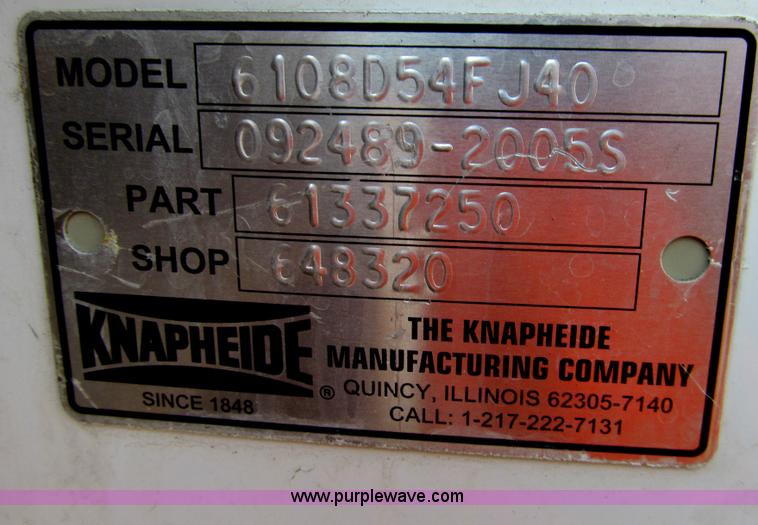 MODEL 6108D54FJ40
SERIAL 092489-2005S
PART 61337250
SHOP 648320
KNAPHEIDE ®
SINCE 1848
THE KNAPHEIDE
MANUFACTURING COMPANY
QUINCY, ILLINOIS 62305-7140
CALL: 1-217-222-7131
www.purplewave.com